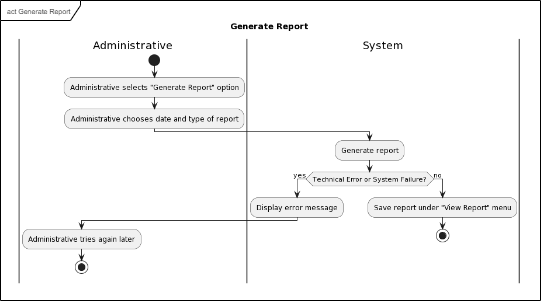 act Generate Report
Generate Report
Administrative
System
Administrative selects "Generate Report" option
Administrative chooses date and type of report
Generate report
yes
Technical Error or System Failure?
no
Display error message
Save report under "View Report" menu
Administrative tries again later